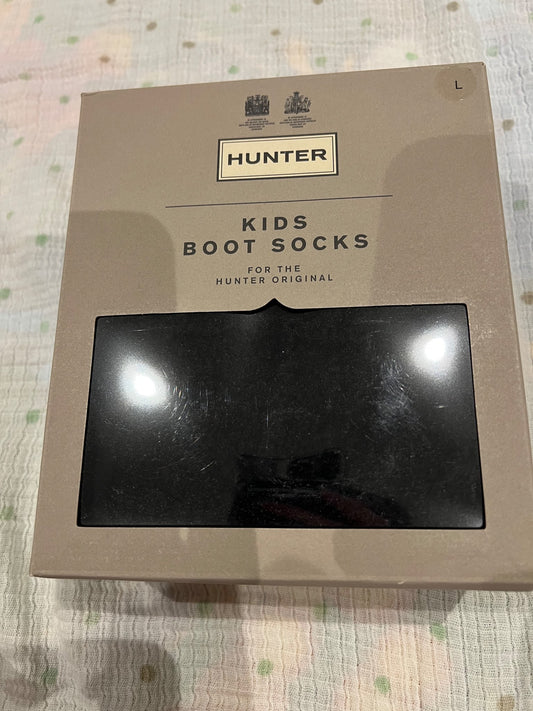 L
HUNTER
KIDS
BOOT SOCKS
FOR THE
HUNTER ORIGINAL